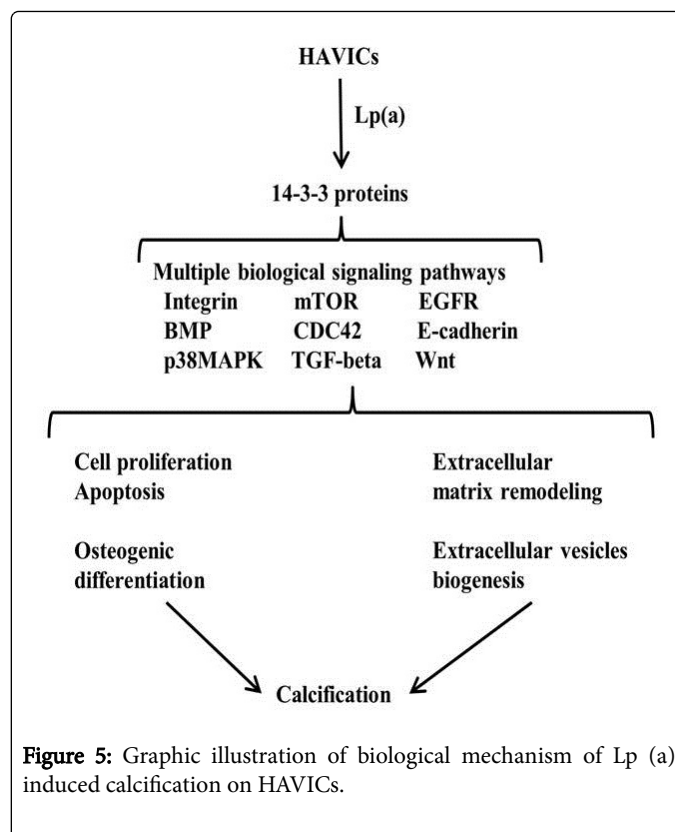 HAVICs
Lp(a)
14-3-3 proteins
Multiple biological signaling pathways
Integrin mTOR EGFR
BMP CDC42 E-cadherin
p38MAPK TGF-beta Wnt
Cell proliferation
Apoptosis
Extracellular
matrix remodeling
Osteogenic
differentiation
Extracellular vesicles
biogenesis
Calcification
Figure 5: Graphic illustration of biological mechanism of Lp (a)
induced calcification on HAVICs.